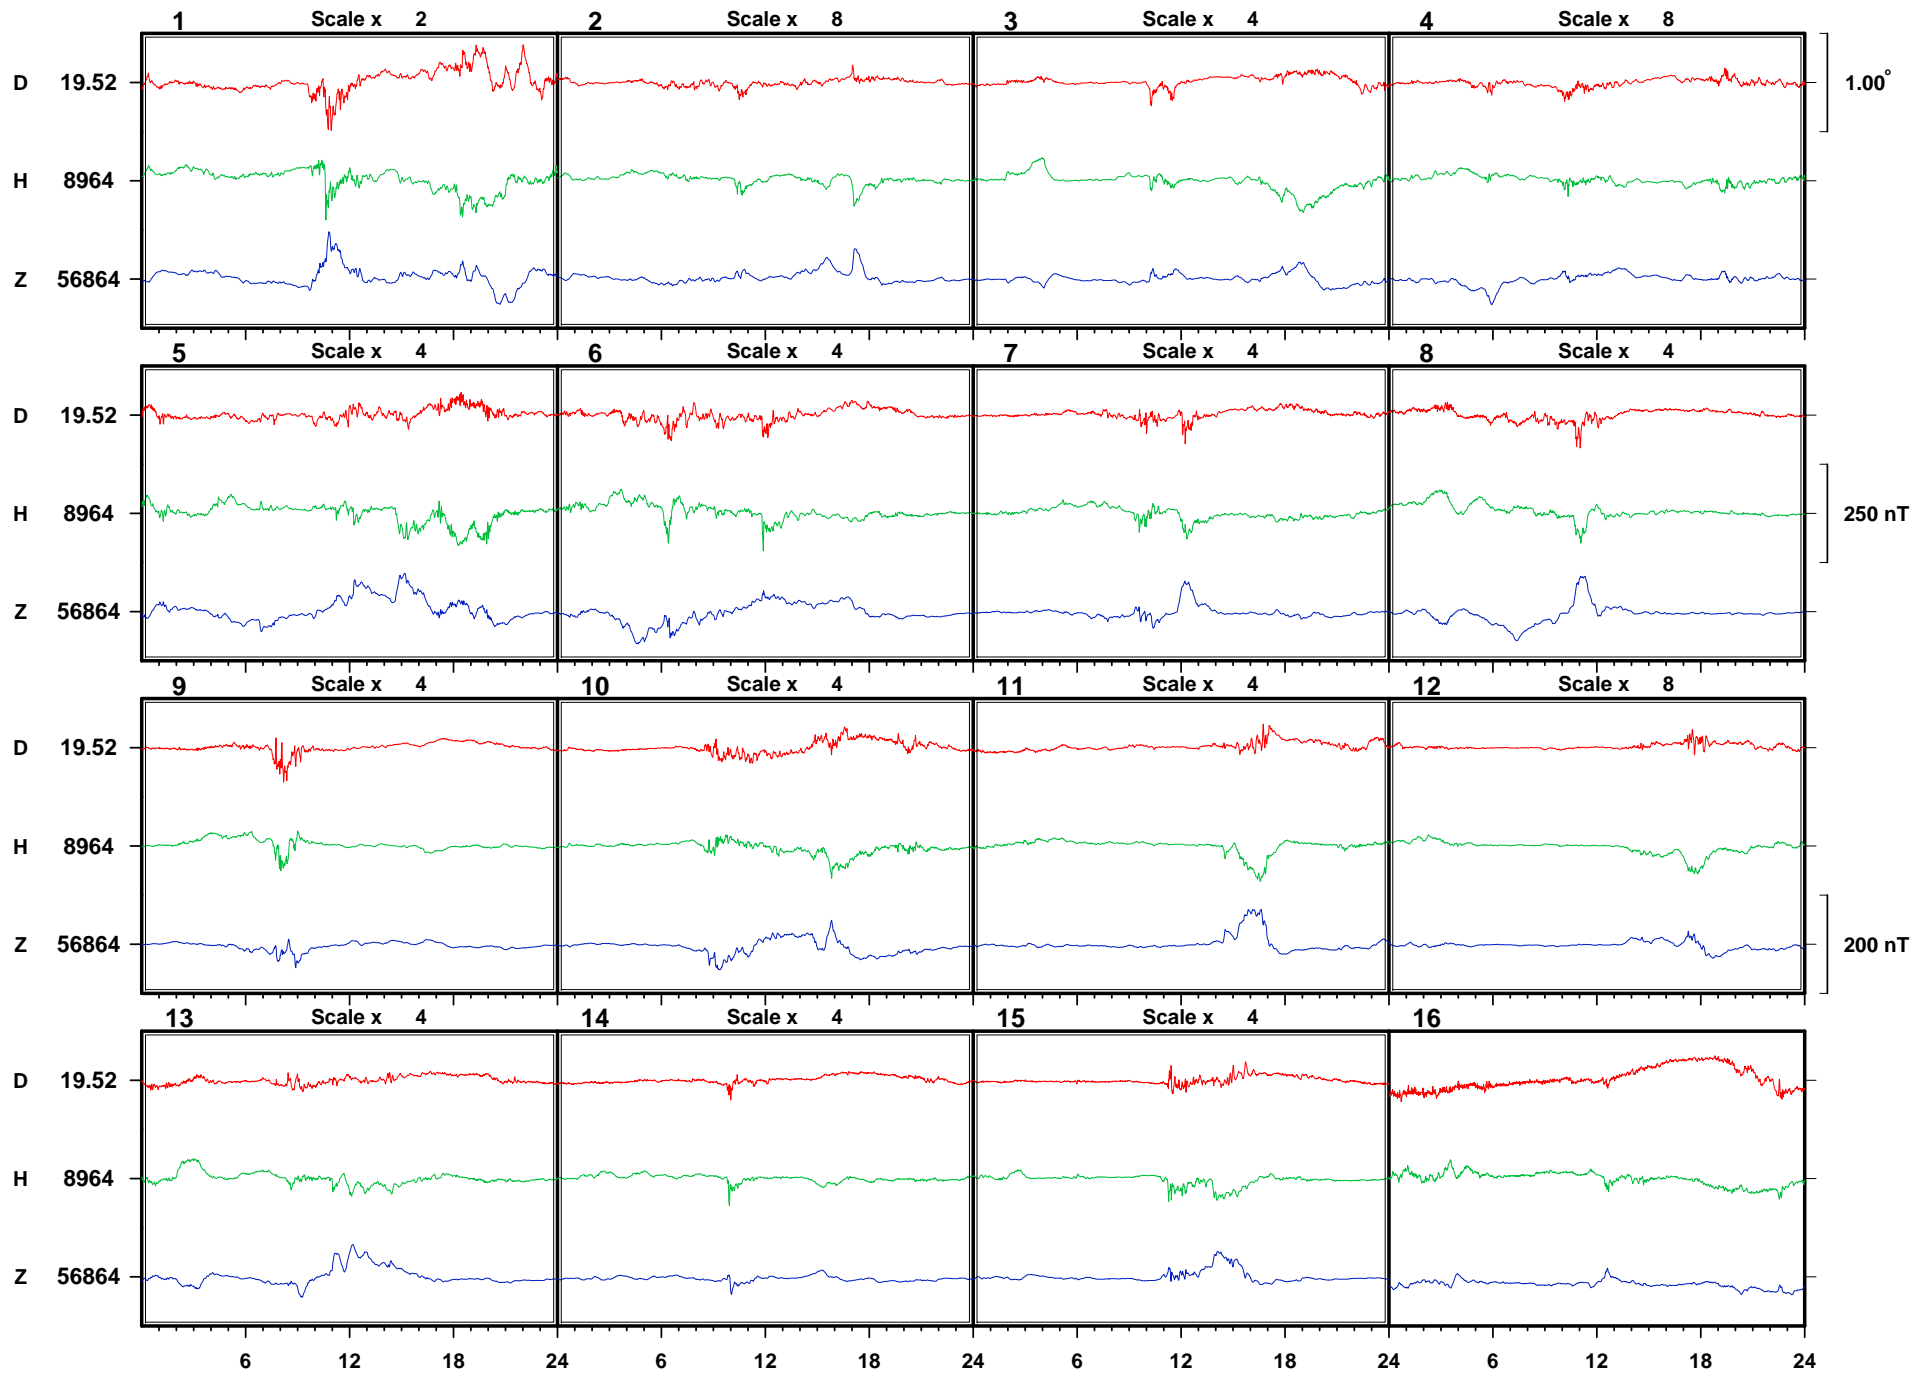 1 Scale x 2 2 Scale x 8 3 Scale x 4 4 Scale x 8
D 19.52 1.00°
H 8964
Z 56864
5 Scale x 4 6 Scale x 4 7 Scale x 4 8 Scale x 4
D 19.52
H 8964 250 nT
Z 56864
9 Scale x 4 10 Scale x 4 11 Scale x 4 12 Scale x 8
D 19.52
H 8964
Z 56864 200 nT
13 Scale x 4 14 Scale x 4 15 Scale x 4 16
D 19.52
H 8964
Z 56864
6 12 18 24 6 12 18 24 6 12 18 24 6 12 18 24